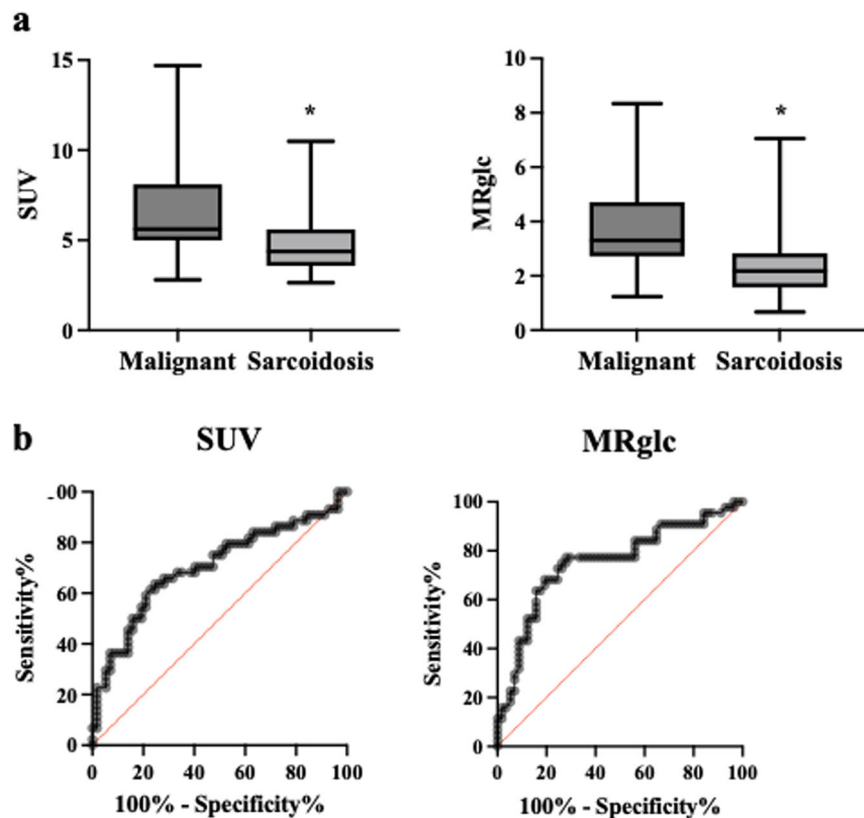 a
SUV
15
10
5
0
*
Malignant Sarcoidosis
MRglc
10
8
6
4
2
0
*
Malignant Sarcoidosis
b
SUV
Sensitivity%
-00
80
60
40
20
0
0 20 40 60 80 100
100% - Specificity%
MRglc
Sensitivity%
100
80
60
40
20
0
0 20 40 60 80 100
100% - Specificity%